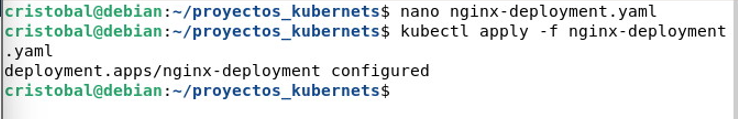 cristobal@debian:~/proyectos_kubernets$ nano nginx-deployment.yaml
cristobal@debian:~/proyectos_kubernets$ kubectl apply -f nginx-deployment
.yaml
deployment.apps/nginx-deployment configured
cristobal@debian:~/proyectos_kubernets$